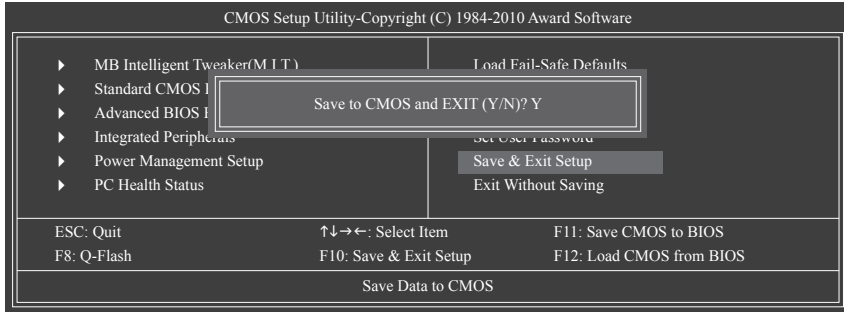 CMOS Setup Utility-Copyright (C) 1984-2010 Award Software
MB Intelligent Tweaker(M.I.T.)
Standard CMOS
Advanced BIOS
Integrated Peripherals
Power Management Setup
PC Health Status
Load Fail-Safe Defaults
Set User Password
Save & Exit Setup
Exit Without Saving
Save to CMOS and EXIT (Y/N)? Y
ESC: Quit ↑↓→←: Select Item F11: Save CMOS to BIOS
F8: Q-Flash F10: Save & Exit Setup F12: Load CMOS from BIOS
Save Data to CMOS